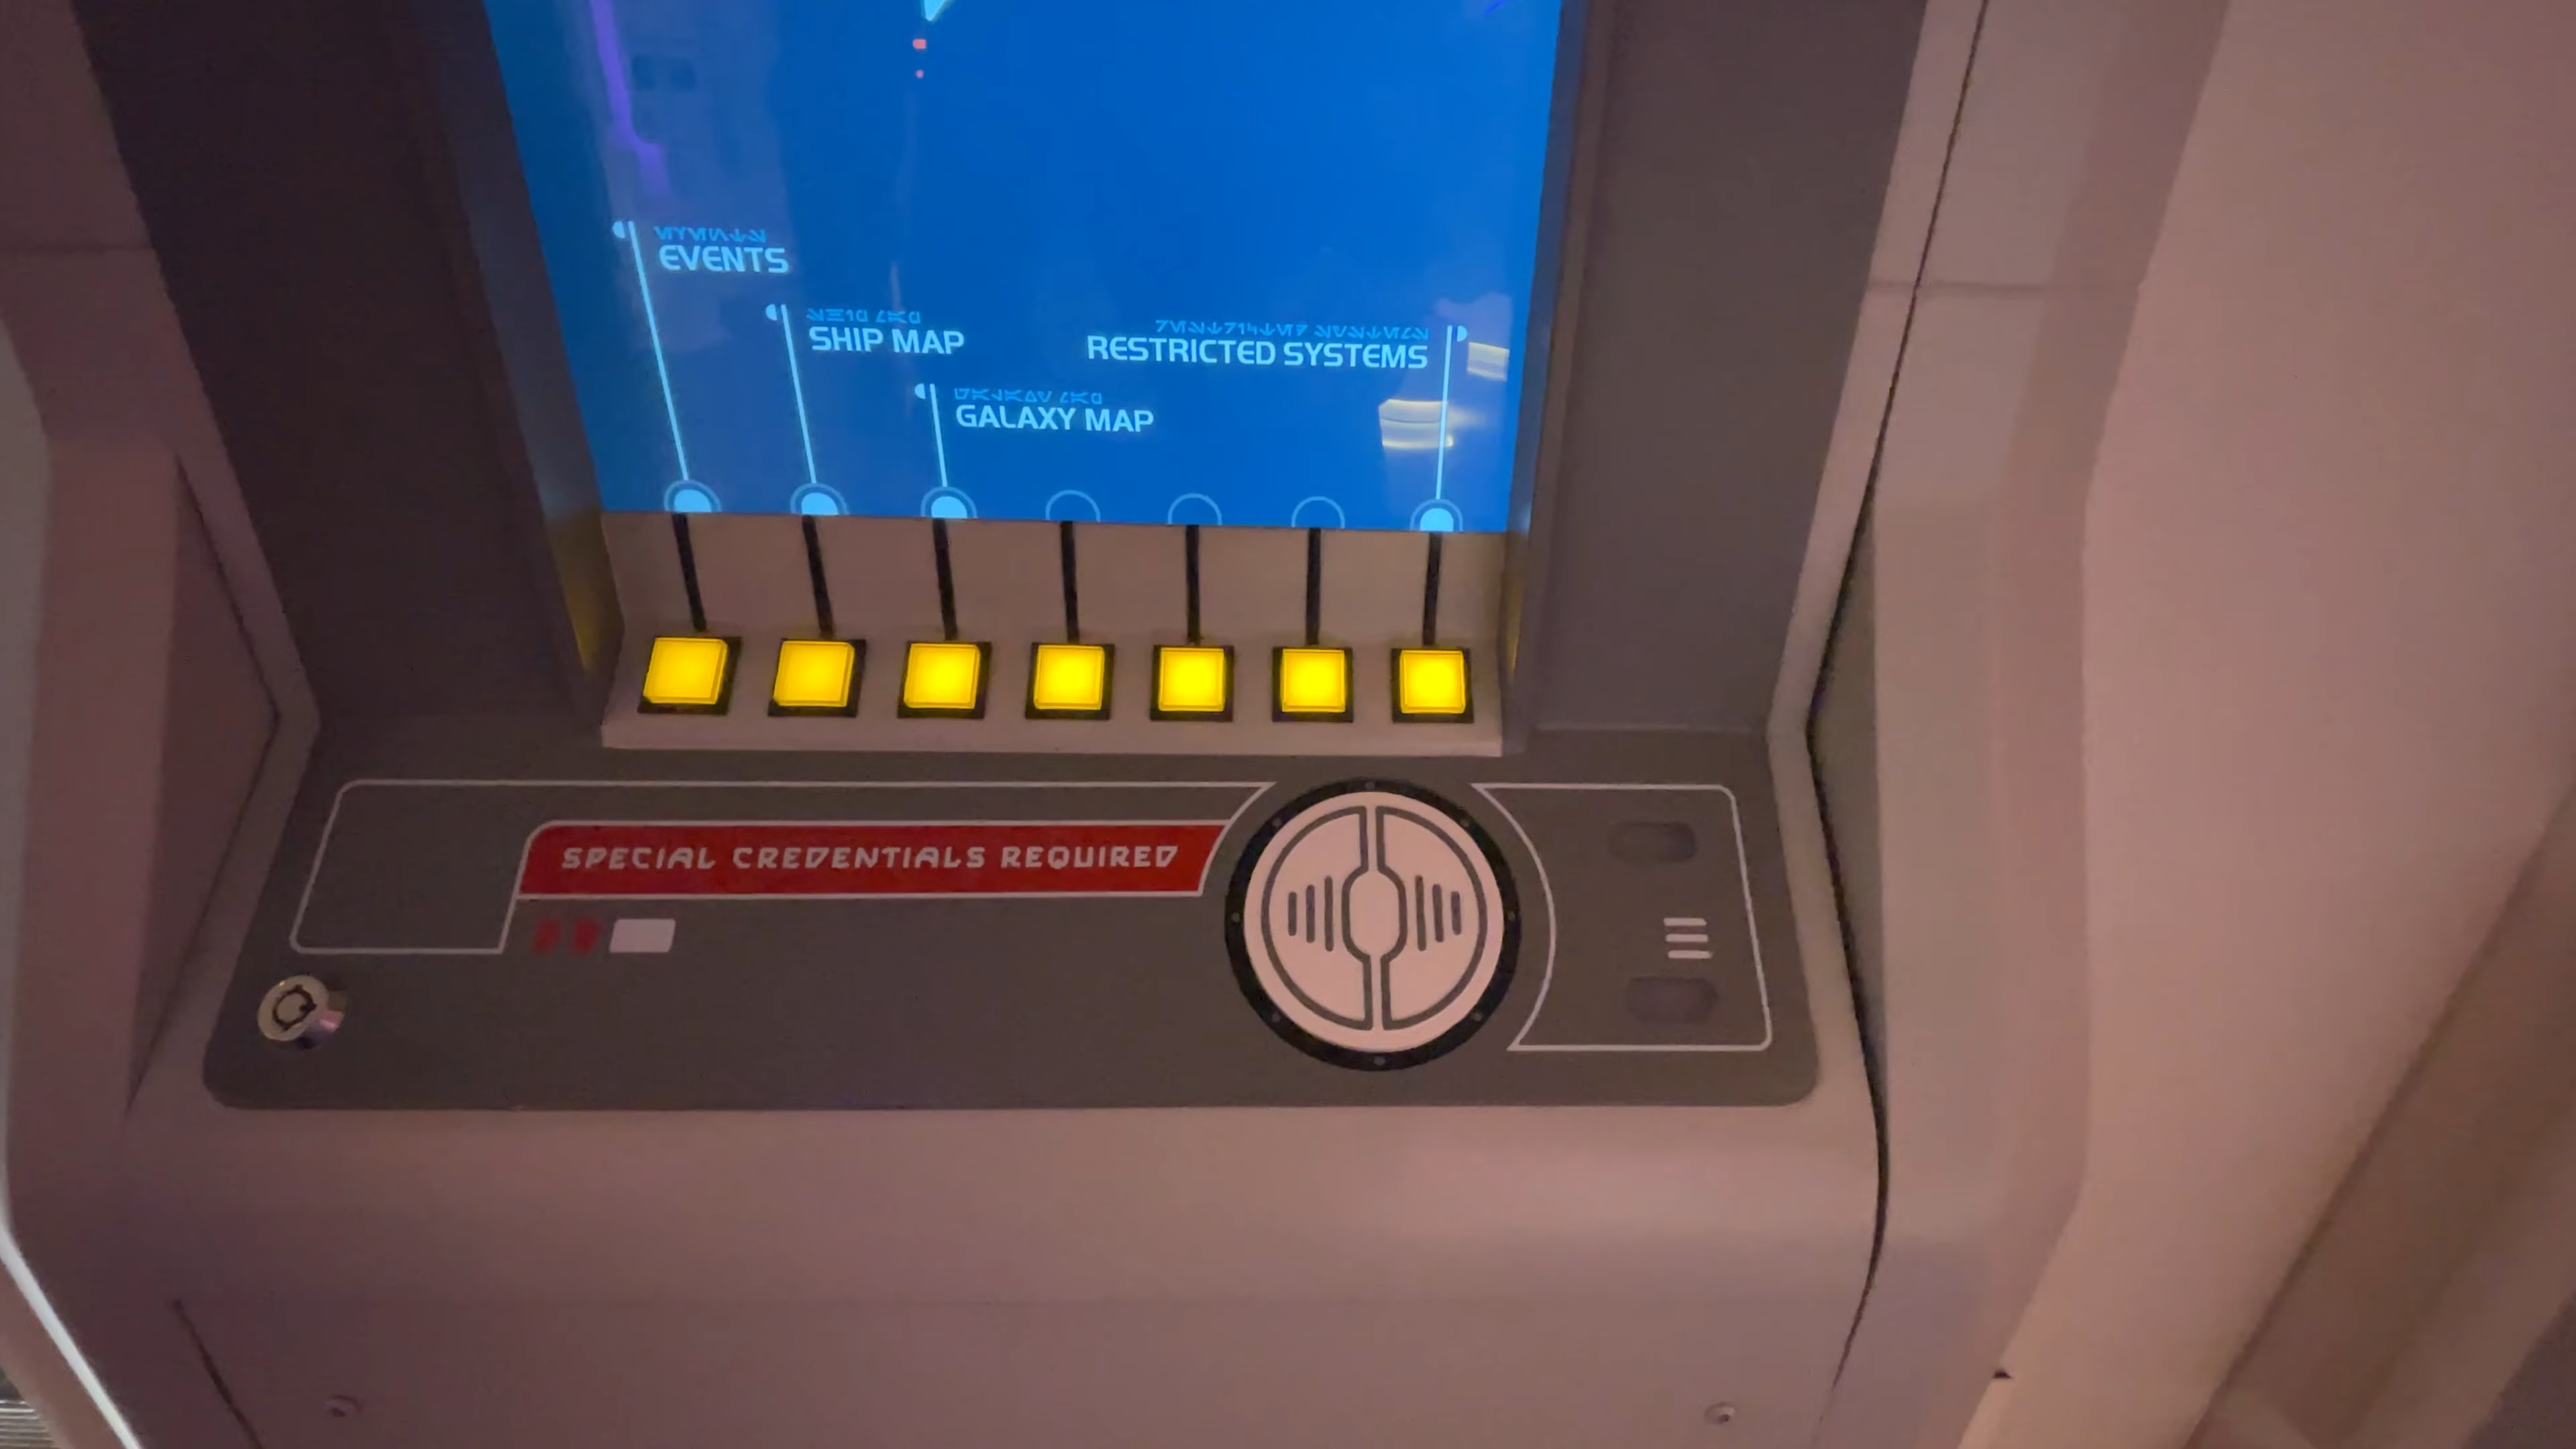 EVENTS
SHIP MAP
RESTRICTED SYSTEMS
GALAXY MAP
SPECIAL CREDENTIALS REQUIRED